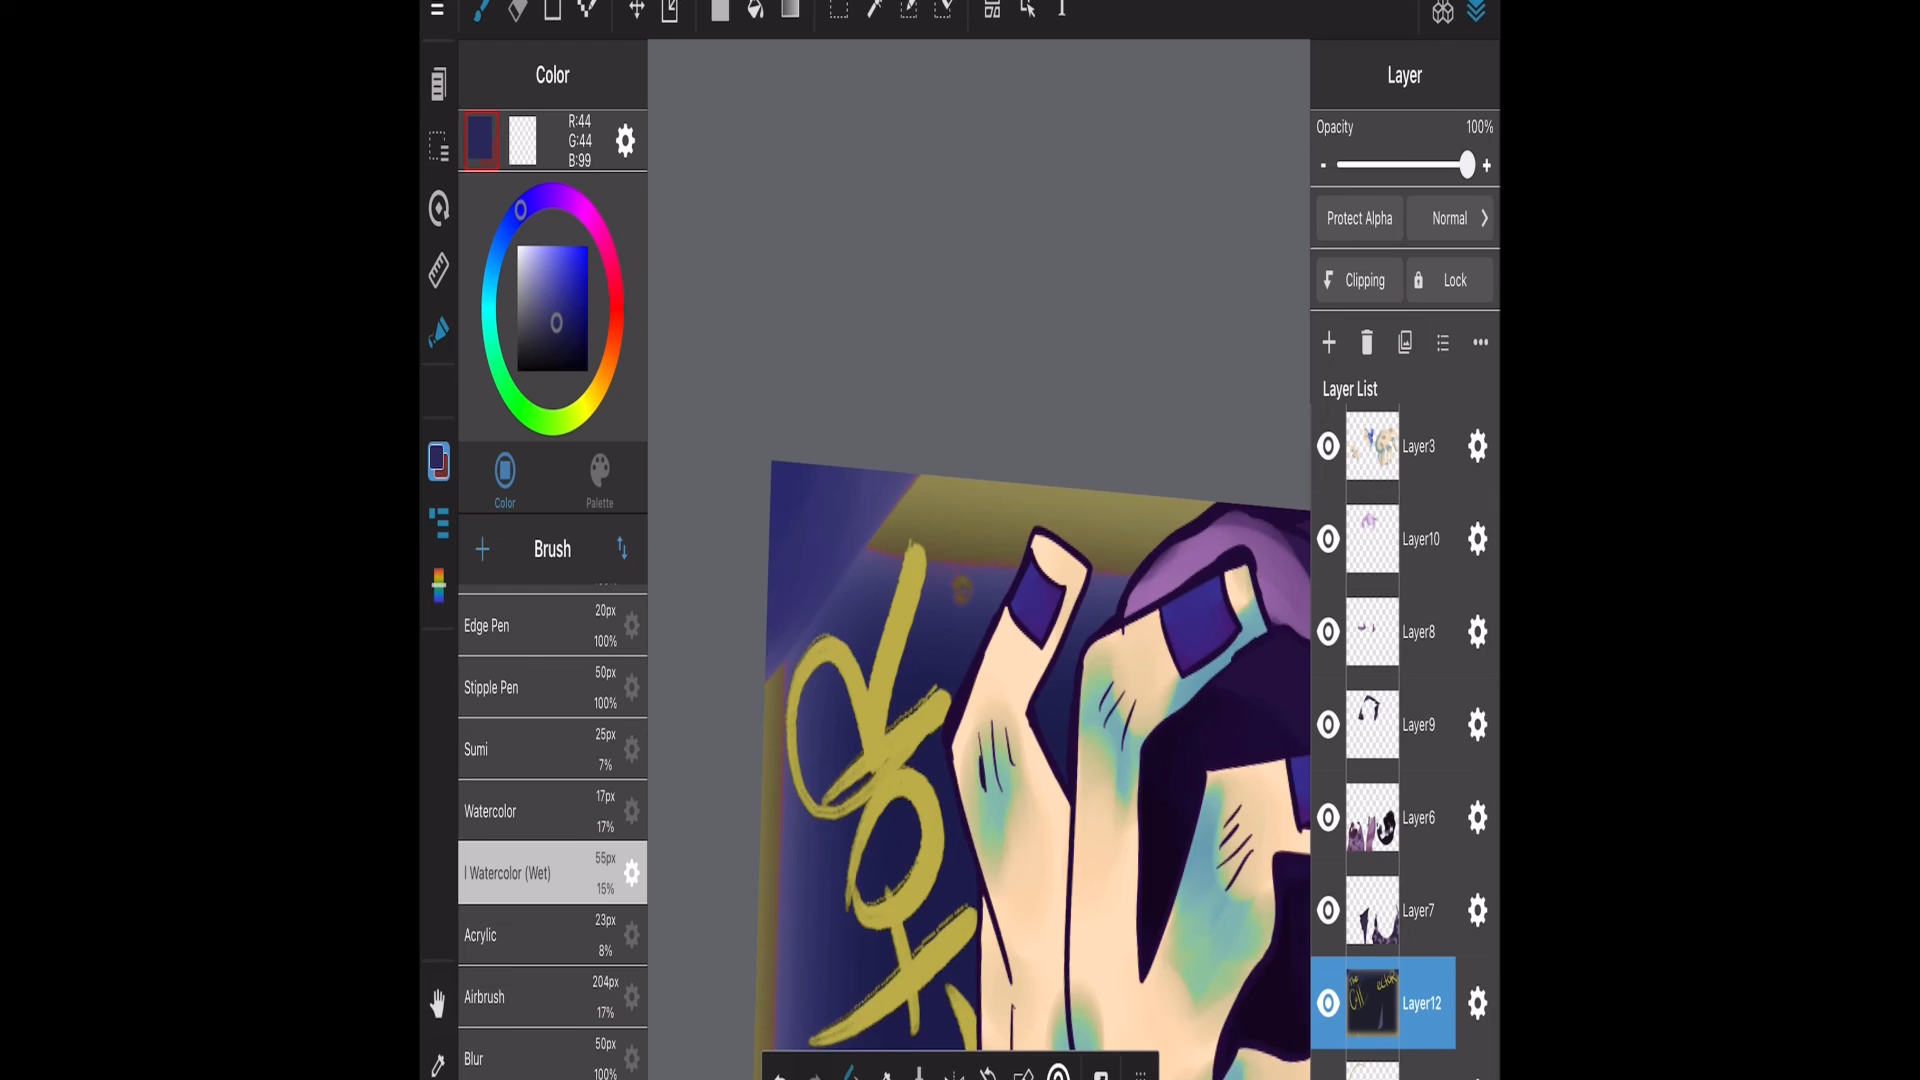 Color
Layer
R:44
G:44
B:99
Opacity 100%
- +
Protect Alpha Normal
Clipping Lock
Layer List
Color Palette
Brush
Edge Pen 20px 100%
Stipple Pen 50px 100%
Sumi 25px 7%
Watercolor 17px 17%
l Watercolor (Wet) 55px 15%
Acrylic 23px 8%
Airbrush 204px 17%
Blur 50px 100%
Layer3
Layer10
Layer8
Layer9
Layer6
Layer7
Layer12